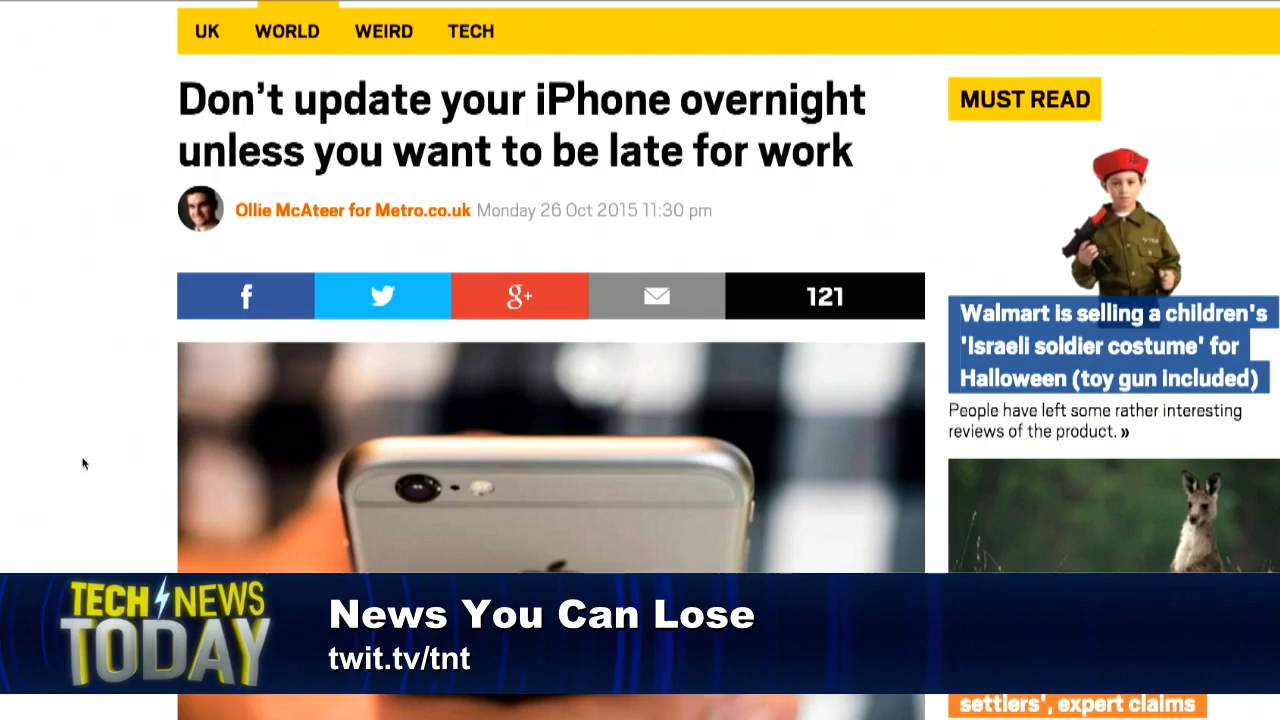 UK WORLD WEIRD TECH
Don't update your iPhone overnight
unless you want to be late for work
Ollie McAteer for Metro.co.uk Monday 26 Oct 2015 11:30 pm
f g+ 121
MUST READ
Walmart is selling a children's
'Israeli soldier costume' for
Halloween (toy gun included)
People have left some rather interesting
reviews of the product. »
settlers', expert claims
TECH NEWS
TODAY
News You Can Lose
twit.tv/tnt